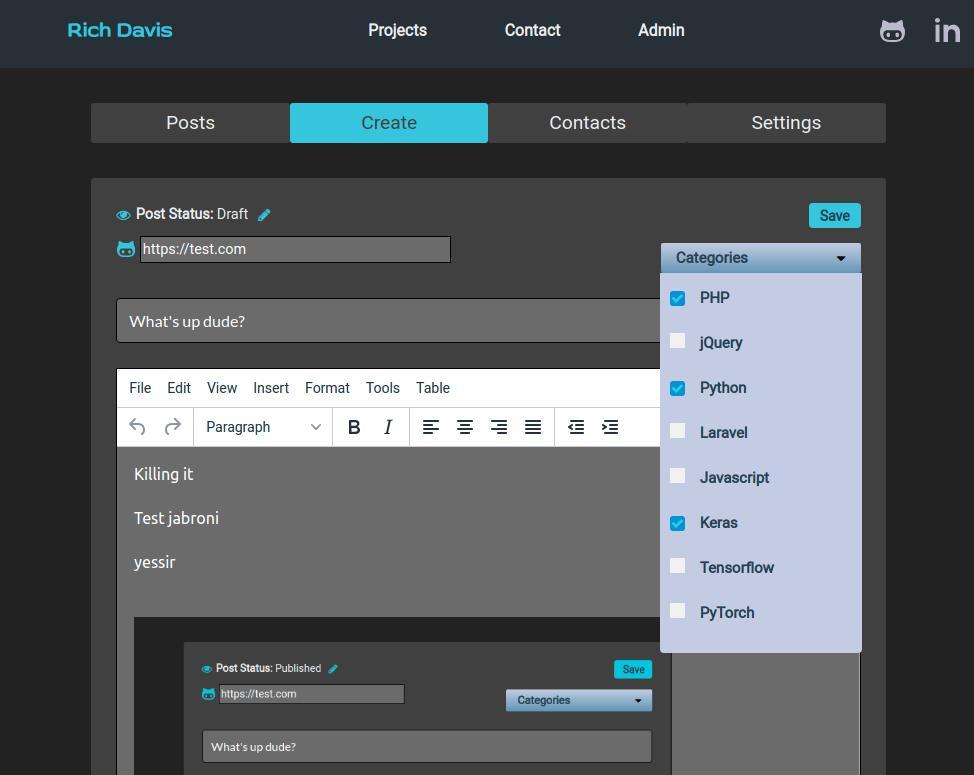 Rich Davis
Projects Contact Admin
Posts Create Contacts Settings
Post Status: Draft
Save
https://test.com
Categories
PHP
jQuery
Python
Laravel
Javascript
Keras
Tensorflow
PyTorch
What's up dude?
File Edit View Insert Format Tools Table
Paragraph B I
Killing it
Test jabroni
yessir
Post Status: Published
Save
https://test.com
Categories
What's up dude?